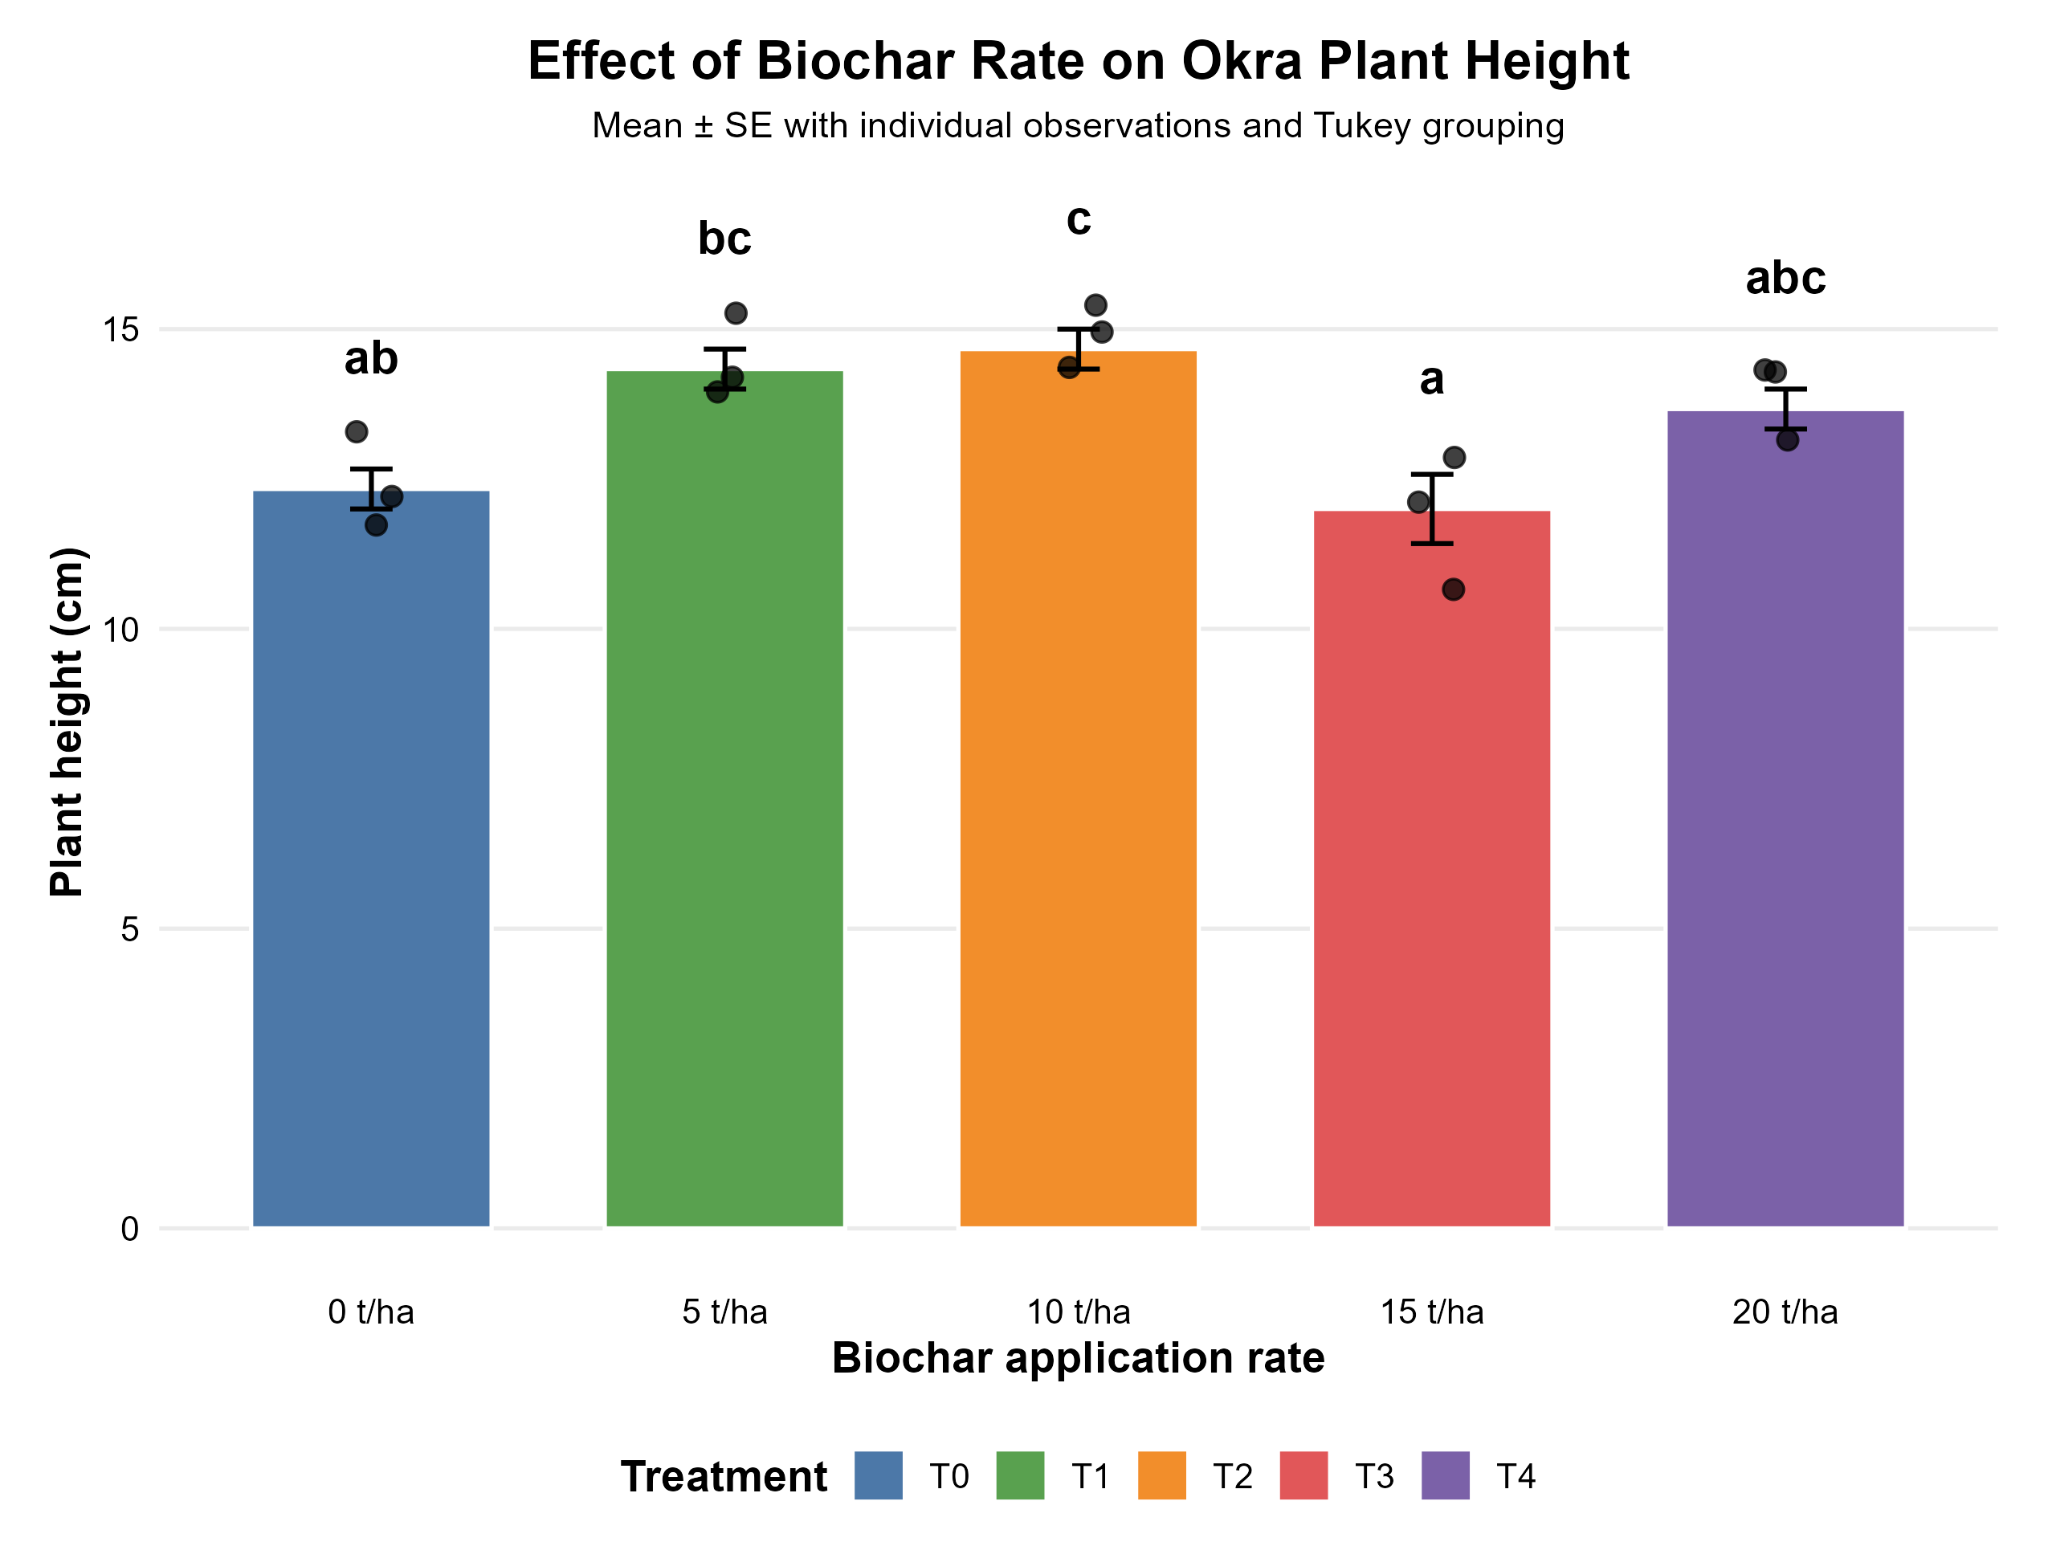 Effect of Biochar Rate on Okra Plant Height
Mean ± SE with individual observations and Tukey grouping
ab
bc
c
a
abc
Plant height (cm)
15
10
5
0
0 t/ha
5 t/ha
10 t/ha
15 t/ha
20 t/ha
Biochar application rate
Treatment T0 T1 T2 T3 T4